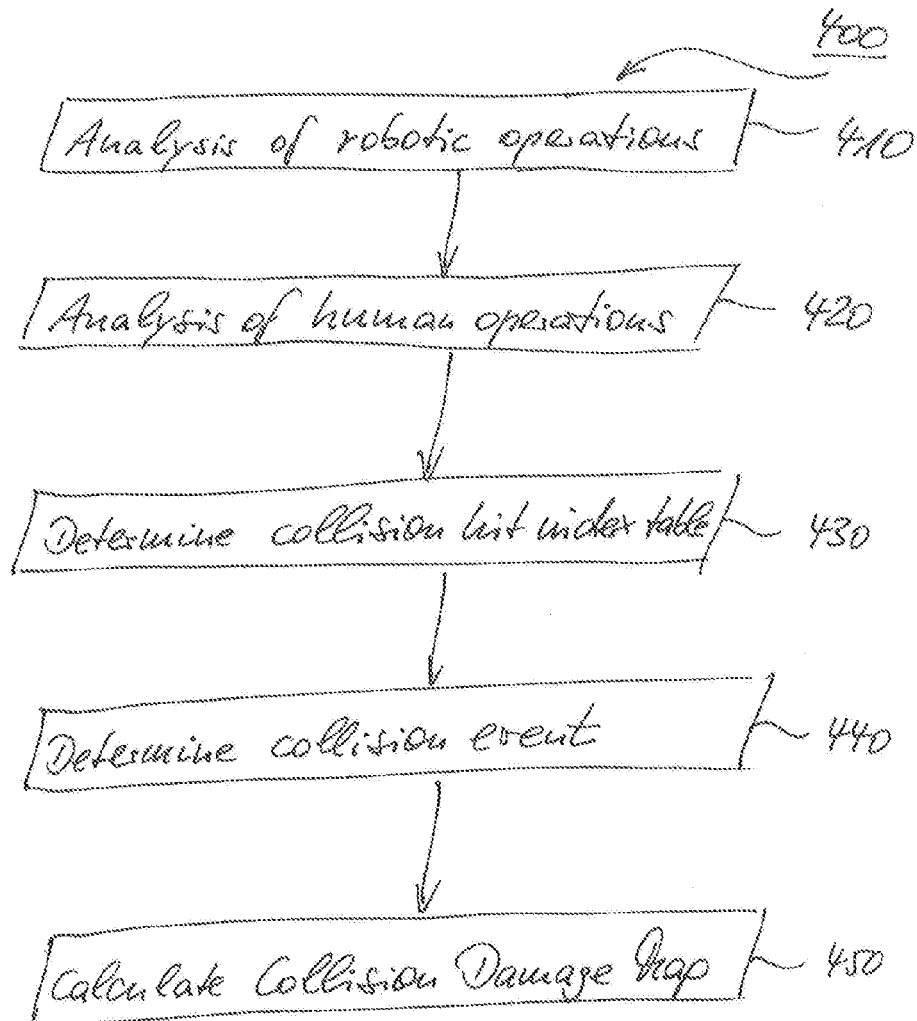 400
Analysis of robotic operations 410
Analysis of human operations 420
Determine collision hit index table 430
Determine collision event 440
Calculate Collision Damage Map 450